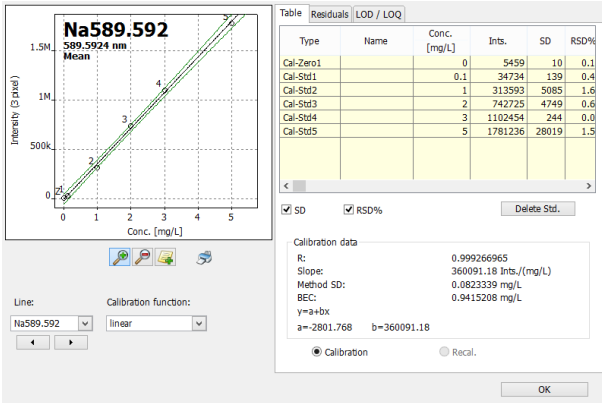 Na589.592
589.5924 nm
Mean
Intensity (3 pixel)
1.5M
1M
500k
0
Z
1
2
3
4
5
0 1 2 3 4 5
Conc. [mg/L]
Line:
Calibration function:
Na589.592
linear
Table Residuals LOD / LOQ
Type Name Conc. [mg/L] Ints. SD RSD%
Cal-Zero1 0 5459 10 0.1
Cal-Std1 0.1 34734 139 0.4
Cal-Std2 1 313593 5085 1.6
Cal-Std3 2 742725 4749 0.6
Cal-Std4 3 1102454 244 0.0
Cal-Std5 5 1781236 28019 1.5
SD RSD% Delete Std.
Calibration data
R: 0.999266965
Slope: 360091.18 Ints./(mg/L)
Method SD: 0.0823339 mg/L
BEC: 0.9415208 mg/L
y=a+bx
a=-2801.768 b=360091.18
Calibration Recal.
OK